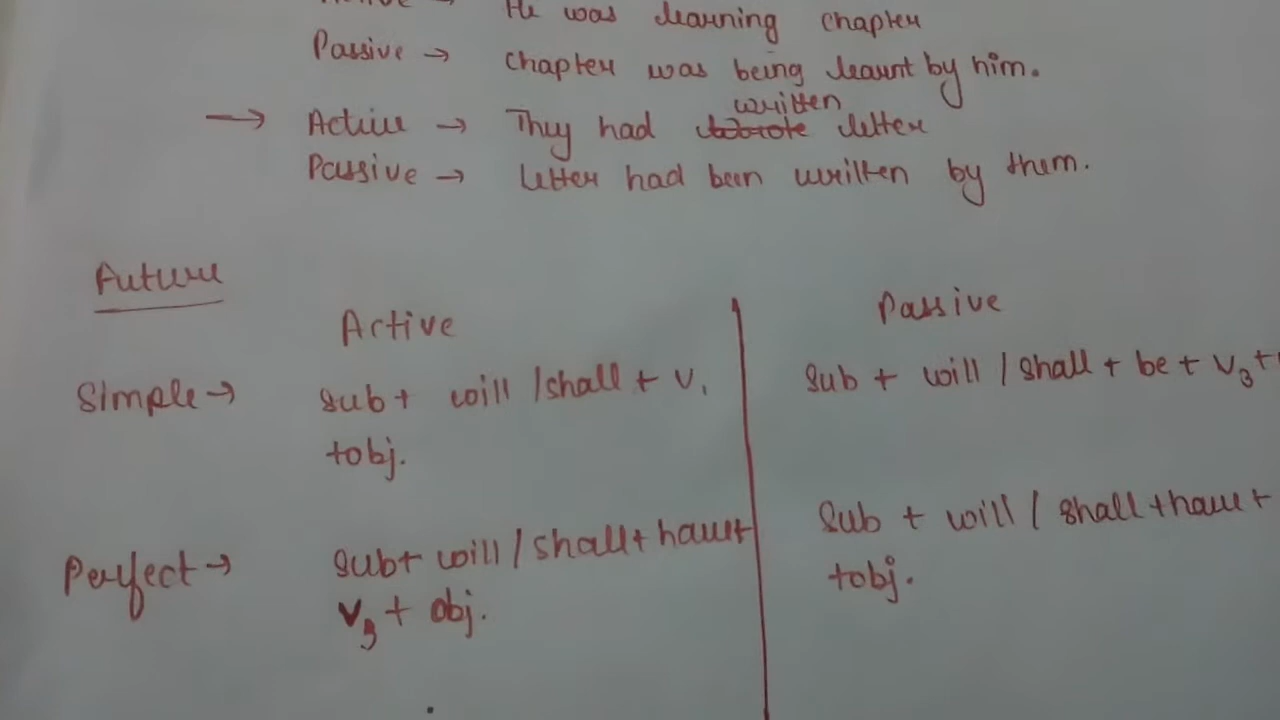 He was learning chapter
Passive → chapter was being learnt by him.
written
→ Active → They had wrote letter
Passive → letter had been written by them.
Future
Active Passive
Simple → Sub + will / shall + V1 Sub + will / shall + be + V3 +
+obj.
Perfect → Sub + will / shall + have + Sub + will / shall + have +
V3 + obj. +obj.